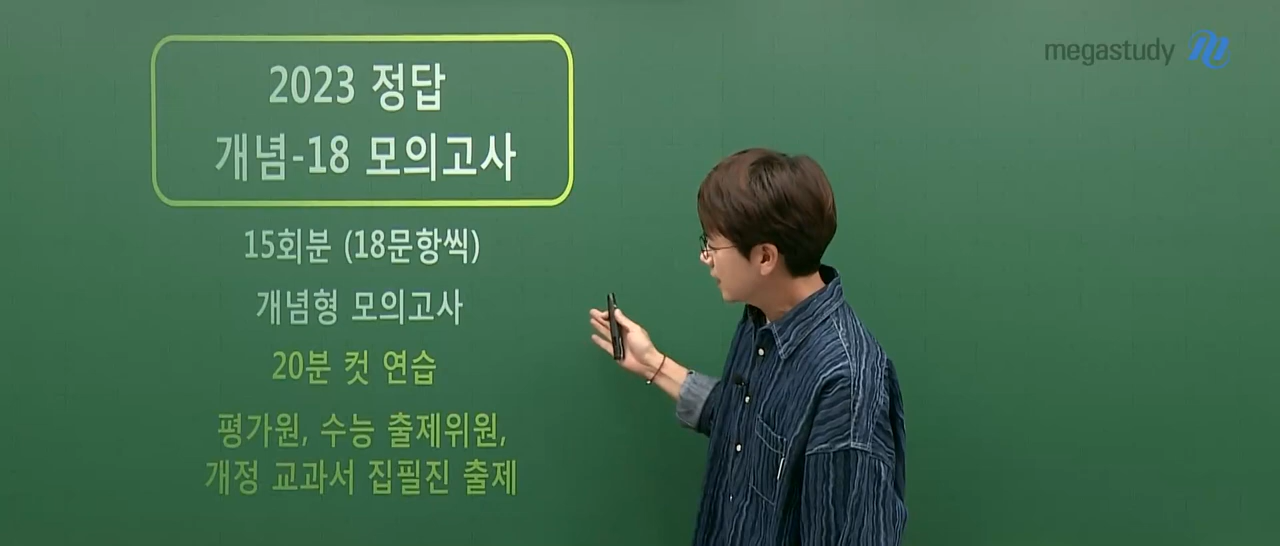 megastudy
2023 정답
개념-18 모의고사
15회분 (18문항씩)
개념형 모의고사
20분 컷 연습
평가원, 수능 출제위원,
개정 교과서 집필진 출제